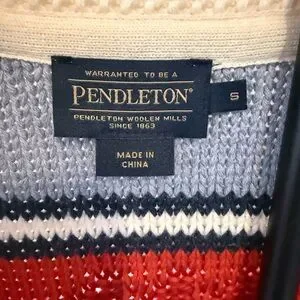 WARRANTED TO BE A
PENDLETON®
PENDLETON WOOLEN MILLS
SINCE 1863
S
MADE IN
CHINA